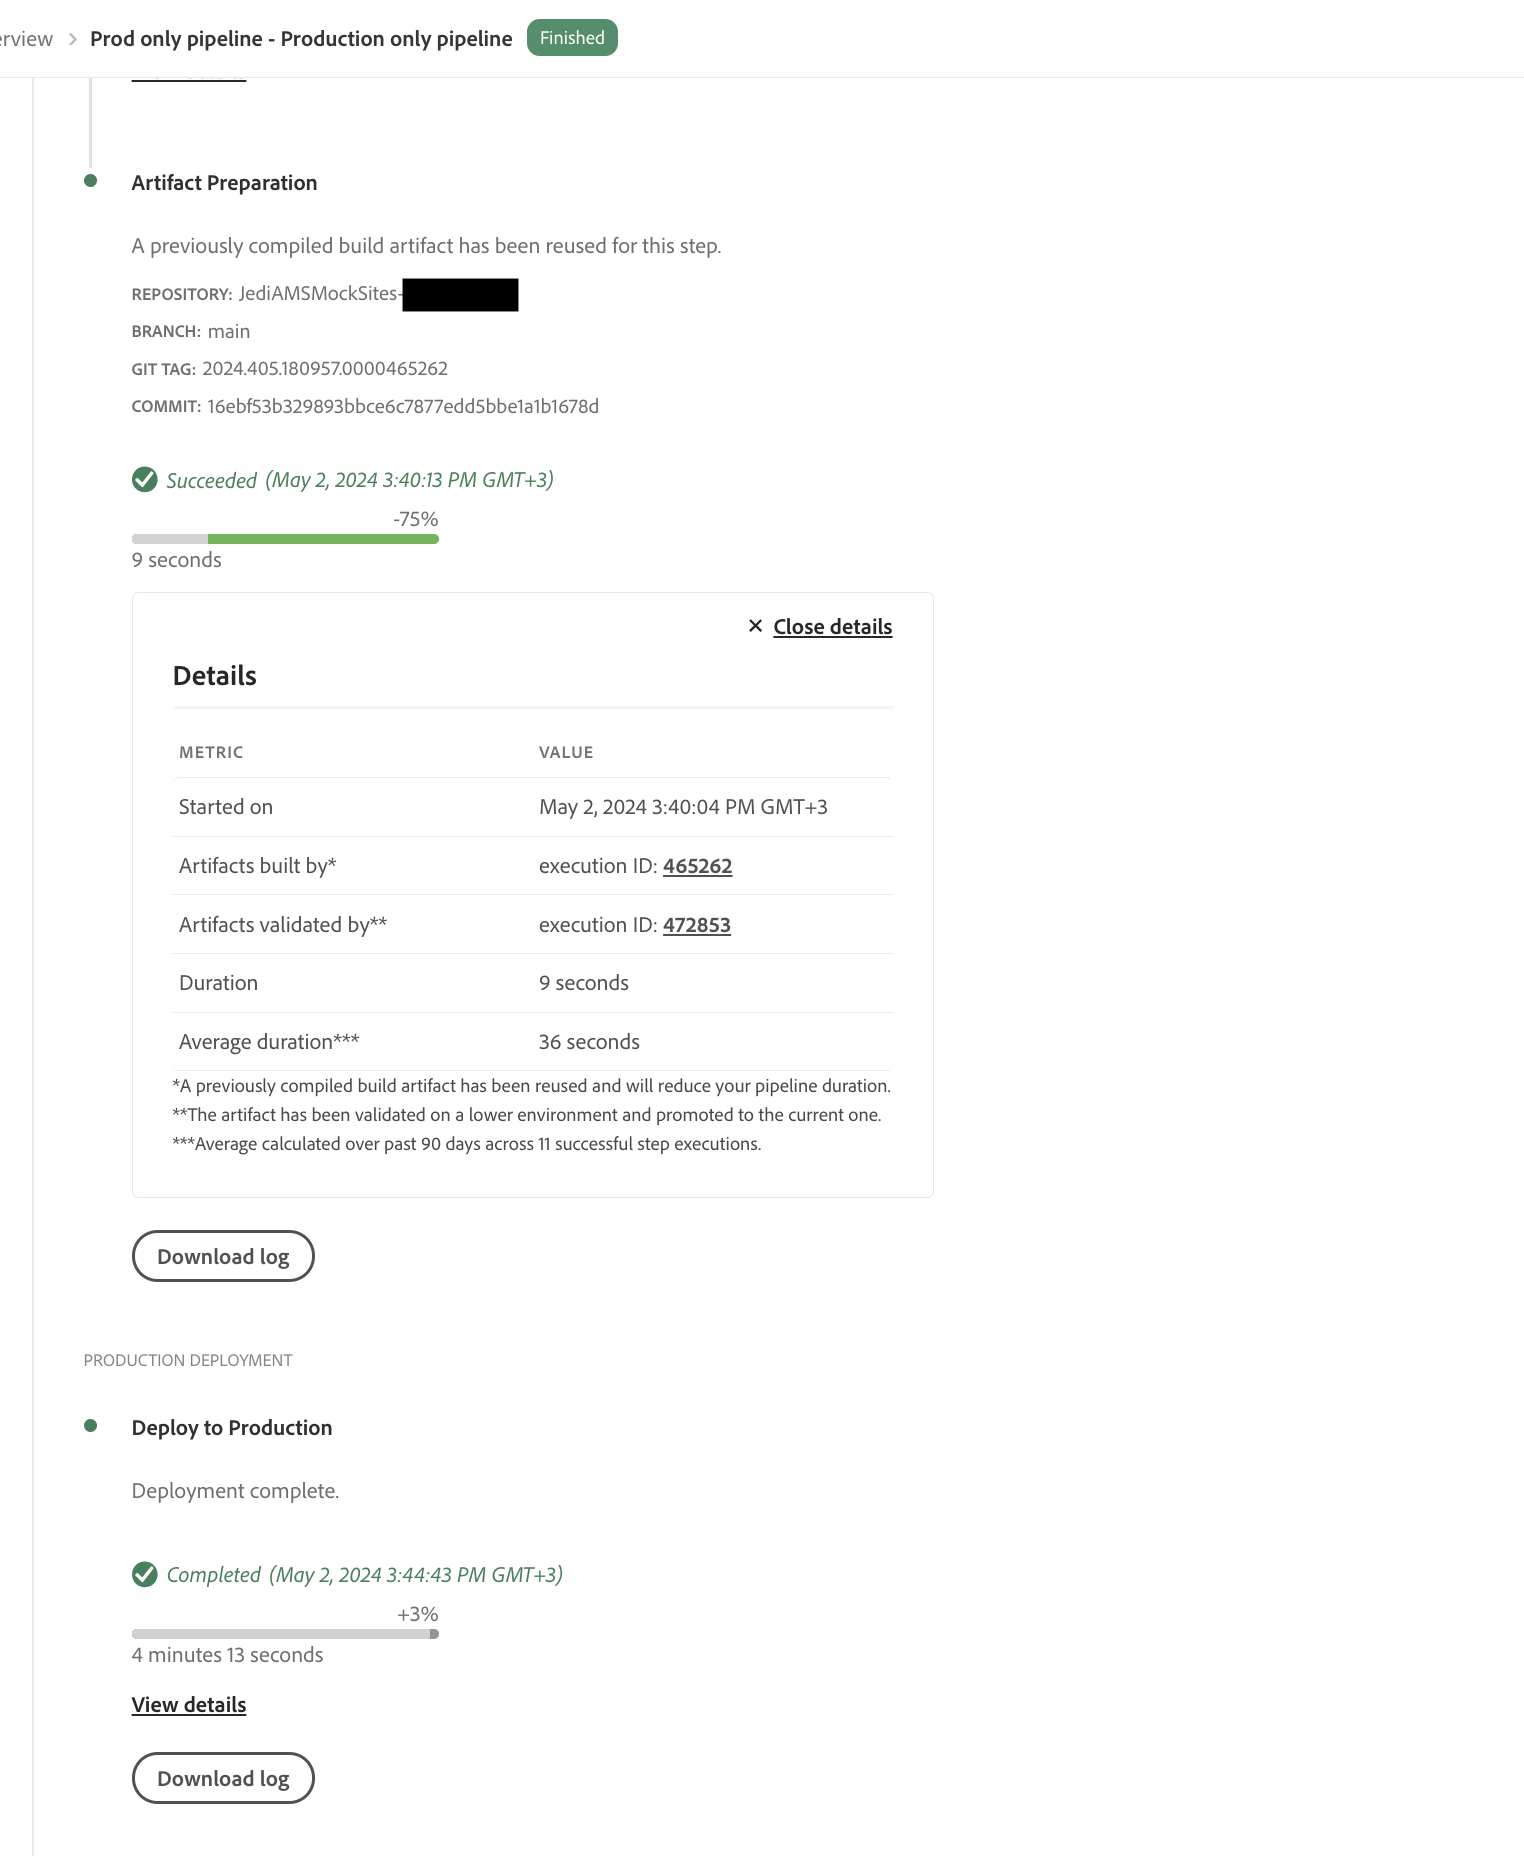 Prod only pipeline - Production only pipeline Finished
Artifact Preparation
A previously compiled build artifact has been reused for this step.
REPOSITORY: JediAMSMockSites-
BRANCH: main
GIT TAG: 2024.405.180957.0000465262
COMMIT: 16ebf53b329893bbce6c7877edd5bbe1a1b1678d
Succeeded (May 2, 2024 3:40:13 PM GMT+3)
-75%
9 seconds
× Close details
Details
METRIC VALUE
Started on May 2, 2024 3:40:04 PM GMT+3
Artifacts built by* execution ID: 465262
Artifacts validated by** execution ID: 472853
Duration 9 seconds
Average duration*** 36 seconds
*A previously compiled build artifact has been reused and will reduce your pipeline duration.
**The artifact has been validated on a lower environment and promoted to the current one.
***Average calculated over past 90 days across 11 successful step executions.
Download log
PRODUCTION DEPLOYMENT
Deploy to Production
Deployment complete.
Completed (May 2, 2024 3:44:43 PM GMT+3)
+3%
4 minutes 13 seconds
View details
Download log